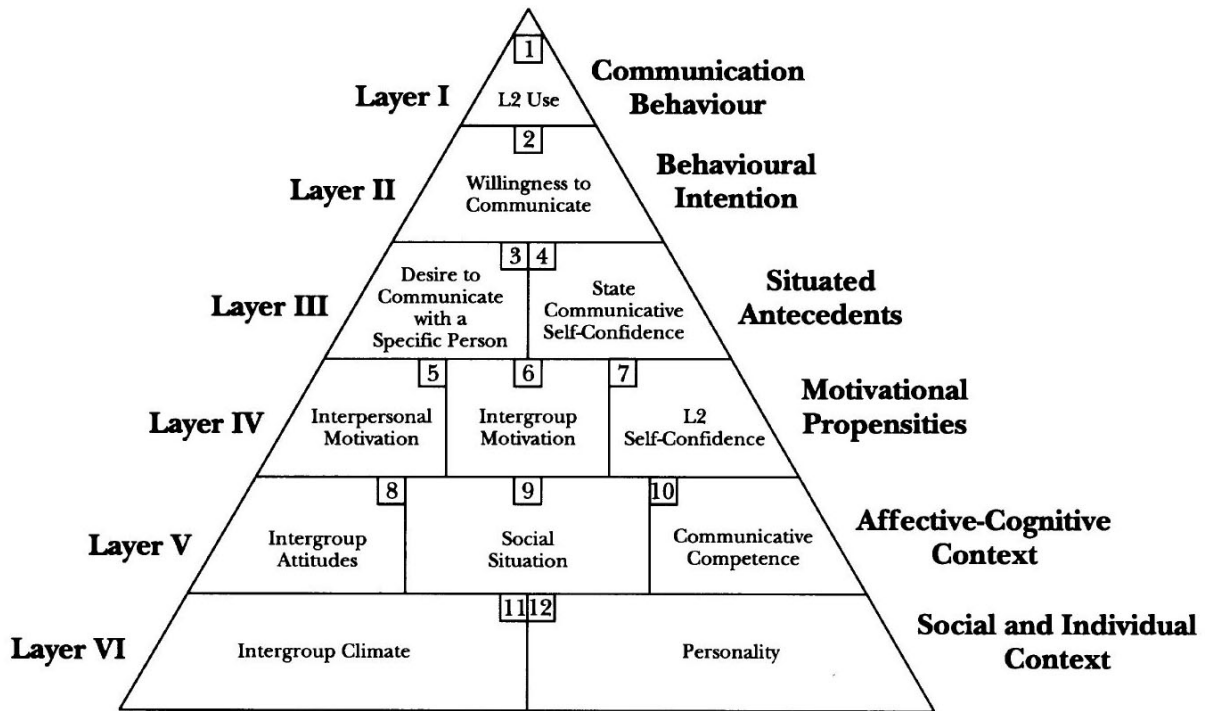 1
Layer I
L2 Use
Communication
Behaviour
2
Layer II
Willingness to
Communicate
Behavioural
Intention
3 4
Layer III
Desire to
Communicate
with a
Specific Person
State
Communicative
Self-Confidence
Situated
Antecedents
5 6 7
Layer IV
Interpersonal
Motivation
Intergroup
Motivation
L2
Self-Confidence
Motivational
Propensities
8 9 10
Layer V
Intergroup
Attitudes
Social
Situation
Communicative
Competence
Affective-Cognitive
Context
11 12
Layer VI
Intergroup Climate
Personality
Social and Individual
Context